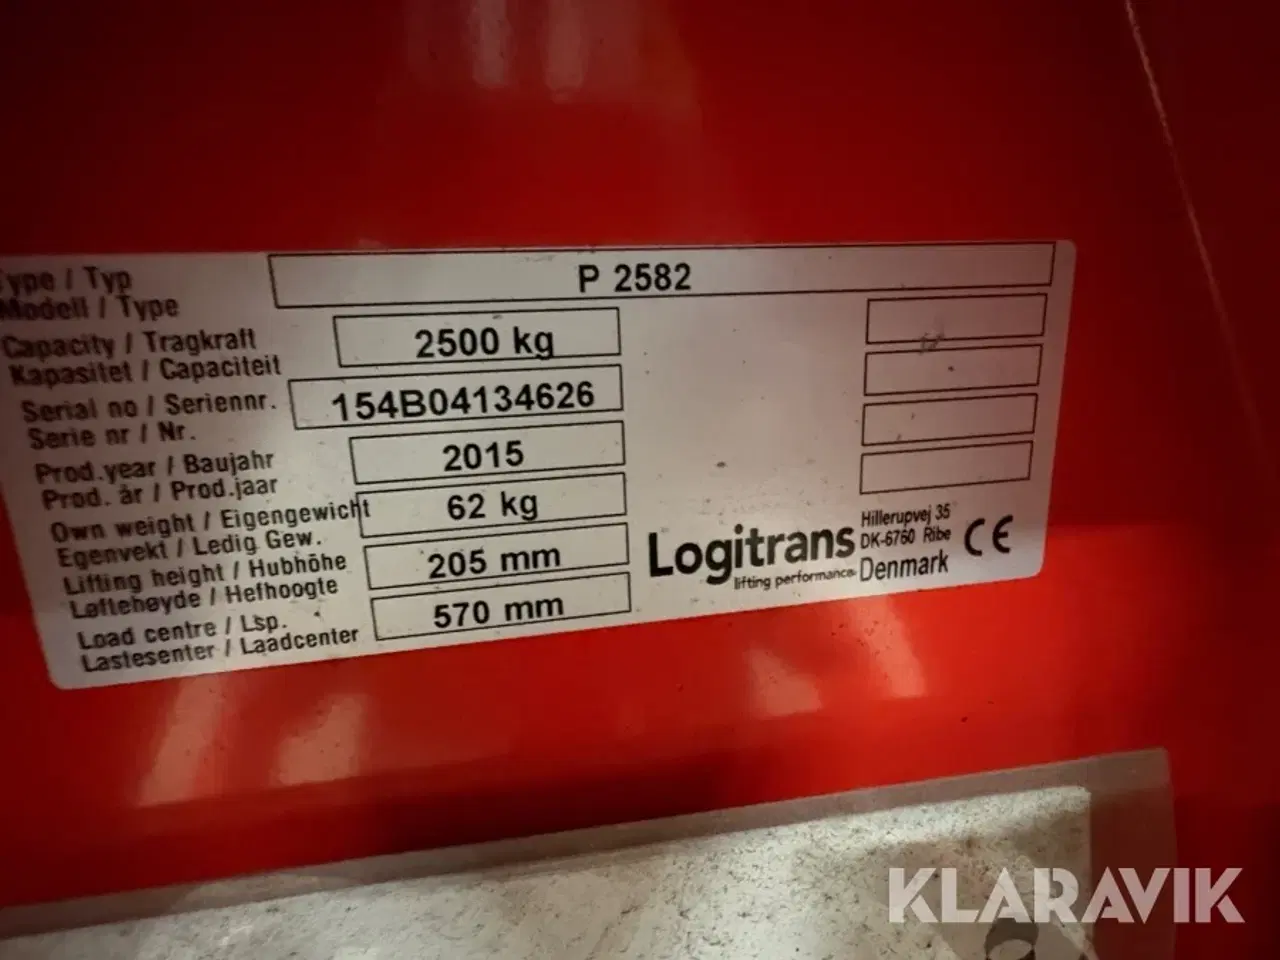 Type / Typ
Modell / Type
P 2582
Capacity / Tragkraft
Kapasitet / Capaciteit
2500 kg
Serial no / Seriennr.
Serie nr / Nr.
154B04134626
Prod.year / Baujahr
Prod. år / Prod.jaar
2015
Own weight / Eigengewicht
Egenvekt / Ledig Gew.
62 kg
Lifting height / Hubhöhe
Løftehøyde / Hefhoogte
205 mm
Load centre / Lsp.
Lastesenter / Laadcenter
570 mm
Logitrans
lifting performance
Hillerupvej 35
DK-6760 Ribe
Denmark
CE
KLARAVIK